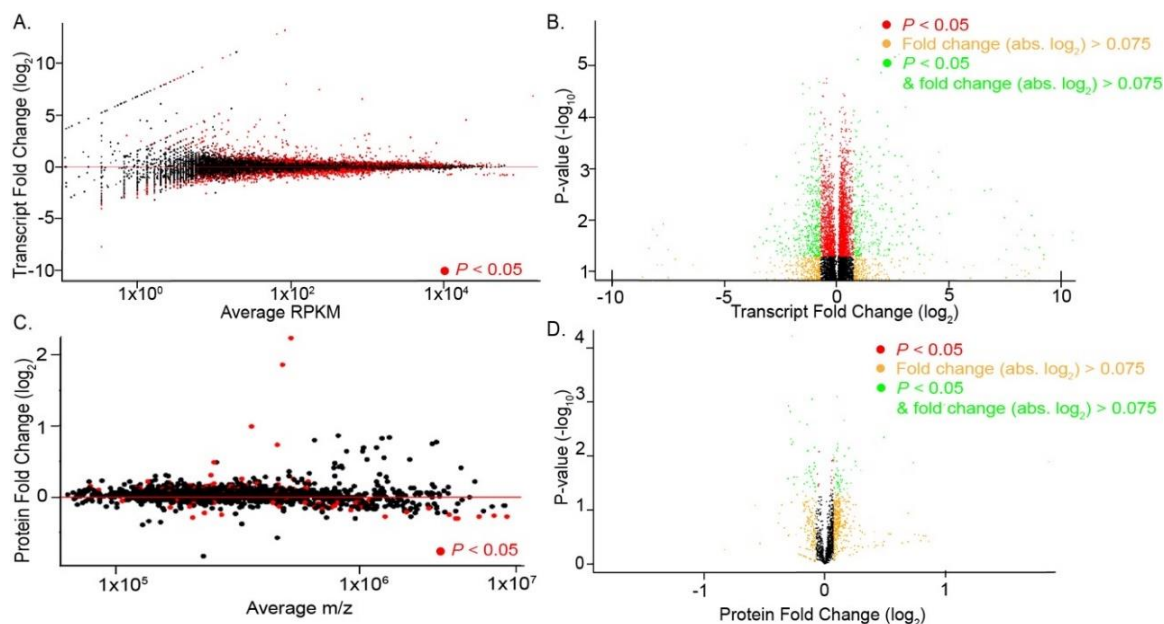 A.
Transcript Fold Change (log2)
10
5
0
-5
-10
P < 0.05
1x10^0
1x10^2
1x10^4
Average RPKM
B.
P-value (-log10)
5
4
3
2
1
P < 0.05
Fold change (abs. log2) > 0.075
P < 0.05
& fold change (abs. log2) > 0.075
-10
-5
0
5
10
Transcript Fold Change (log2)
C.
Protein Fold Change (log2)
2
1
0
P < 0.05
1x10^5
1x10^6
1x10^7
Average m/z
D.
P-value (-log10)
4
3
2
1
0
P < 0.05
Fold change (abs. log2) > 0.075
P < 0.05
& fold change (abs. log2) > 0.075
-1
0
1
Protein Fold Change (log2)